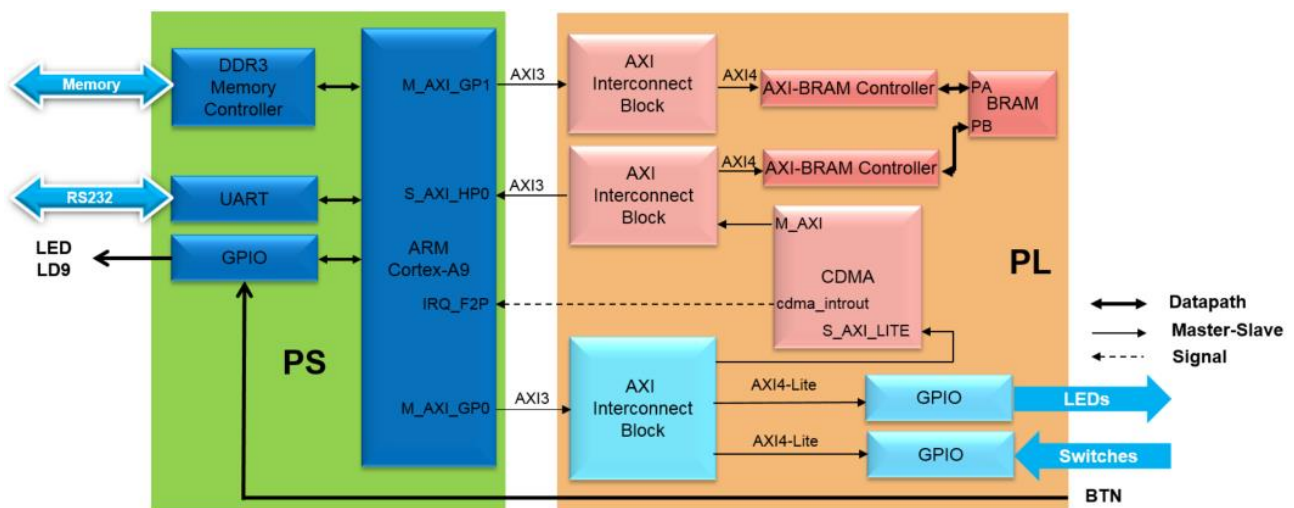 DDR3
Memory
Controller
Memory
M_AXI_GP1
AXI3
AXI
Interconnect
Block
AXI4
AXI-BRAM Controller
PA
BRAM
PB
AXI
Interconnect
Block
AXI4
AXI-BRAM Controller
RS232
UART
S_AXI_HP0
AXI3
M_AXI
LED
LD9
GPIO
ARM
Cortex-A9
CDMA
PL
IRQ_F2P
cdma_introut
S_AXI_LITE
Datapath
Master-Slave
Signal
PS
AXI
Interconnect
Block
M_AXI_GP0
AXI3
AXI4-Lite
GPIO
LEDs
AXI4-Lite
GPIO
Switches
BTN